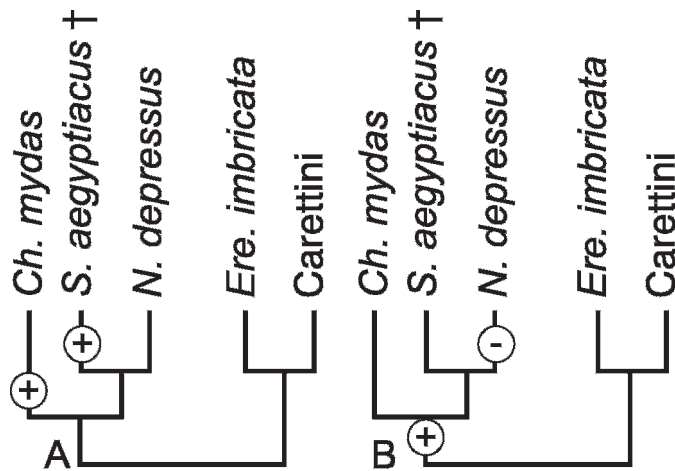 Ch. mydas
S. aegyptiacus †
N. depressus
Ere. imbricata
Carettini
+
+
A
Ch. mydas
S. aegyptiacus †
N. depressus
Ere. imbricata
Carettini
-
+
B